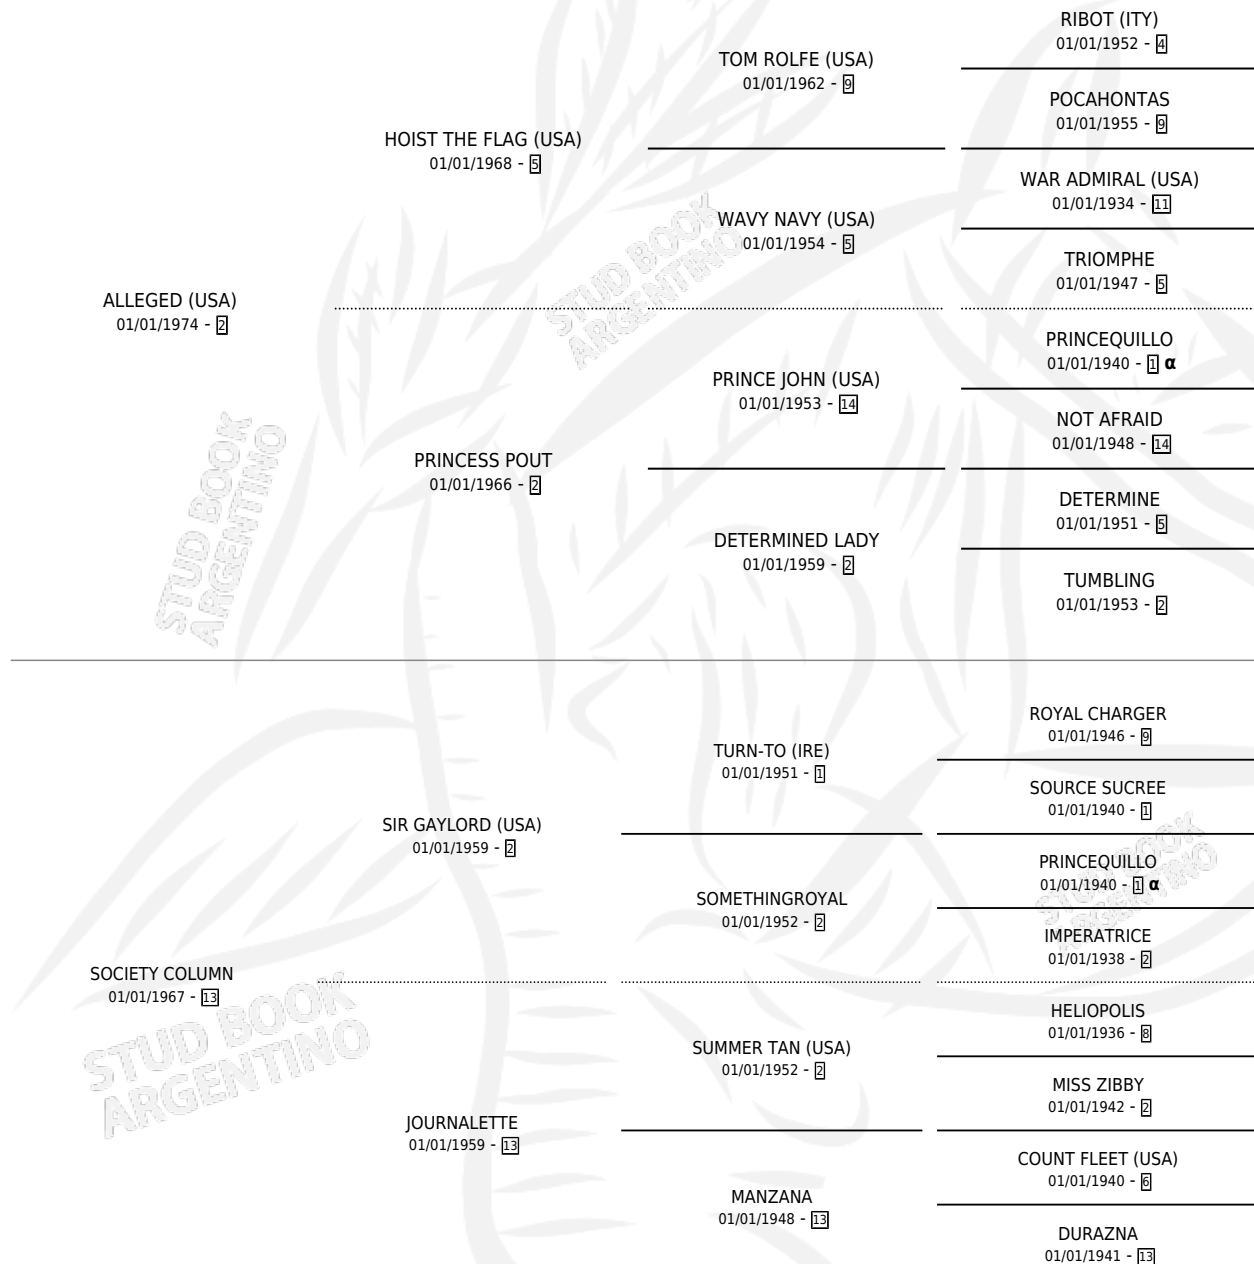 RIBOT (ITY)
01/01/1952 - 4
TOM ROLFE (USA)
01/01/1962 - 9
POCAHONTAS
01/01/1955 - 9
HOIST THE FLAG (USA)
01/01/1968 - 5
WAR ADMIRAL (USA)
01/01/1934 - 11
WAVY NAVY (USA)
01/01/1954 - 5
TRIOMPHE
01/01/1947 - 5
STUD BOOK
ARGENTINO
ALLEGED (USA)
01/01/1974 - 2
PRINCEQUILLO
01/01/1940 - 1 α
PRINCE JOHN (USA)
01/01/1953 - 14
NOT AFRAID
01/01/1948 - 14
STUD BOOK
ARGENTINO
PRINCESS POUT
01/01/1966 - 2
DETERMINE
01/01/1951 - 5
DETERMINED LADY
01/01/1959 - 2
TUMBLING
01/01/1953 - 2
ROYAL CHARGER
01/01/1946 - 9
TURN-TO (IRE)
01/01/1951 - 1
SOURCE SUCREE
01/01/1940 - 1
SIR GAYLORD (USA)
01/01/1959 - 2
STUD BOOK
ARGENTINO
PRINCEQUILLO
01/01/1940 - 1 α
SOMETHINGROYAL
01/01/1952 - 2
IMPERATRICE
01/01/1938 - 2
SOCIETY COLUMN
01/01/1967 - 13
STUD BOOK
ARGENTINO
HELIOPOLIS
01/01/1936 - 8
SUMMER TAN (USA)
01/01/1952 - 2
MISS ZIBBY
01/01/1942 - 2
JOURNALETTE
01/01/1959 - 13
COUNT FLEET (USA)
01/01/1940 - 6
MANZANA
01/01/1948 - 13
DURAZNA
01/01/1941 - 13